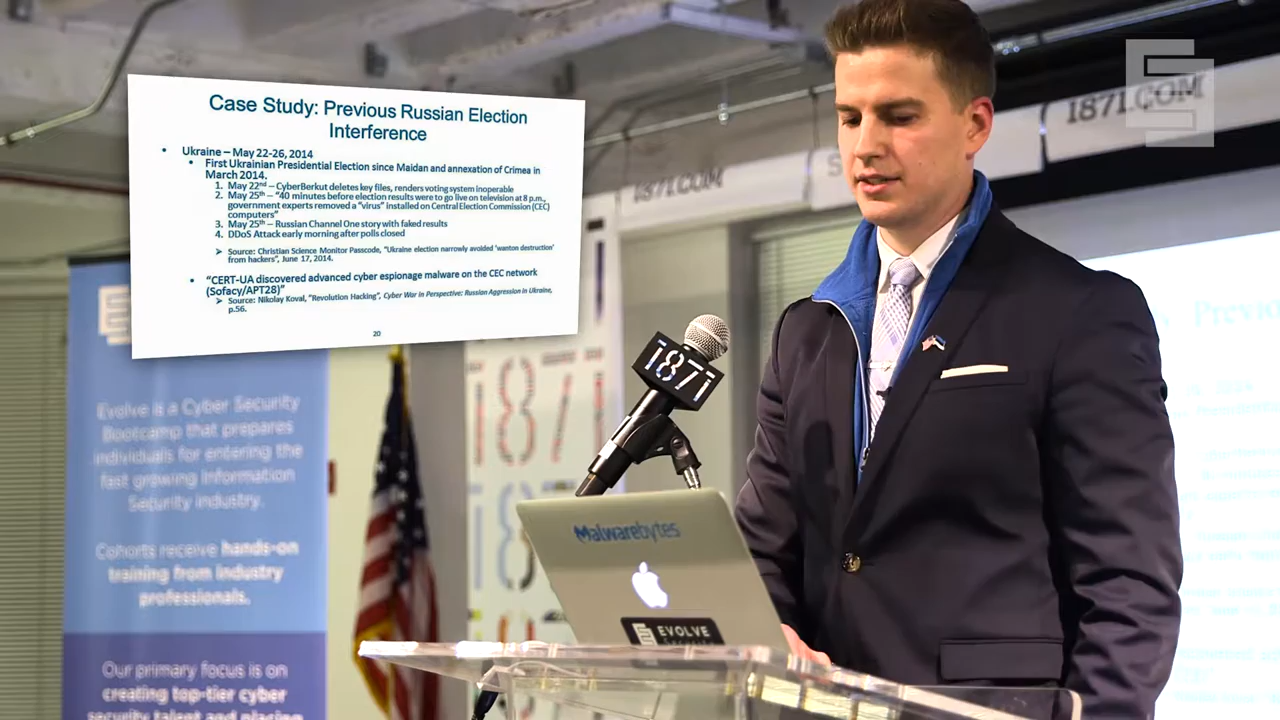 Case Study: Previous Russian Election
Interference
• Ukraine – May 22-26, 2014
• First Ukrainian Presidential Election since Maidan and annexation of Crimea in
March 2014.
1. May 22nd – CyberBerkut deletes key files, renders voting system inoperable
2. May 25th – "40 minutes before election results were to go live on television at 8 p.m.,
government experts removed a "virus" installed on Central Election Commission (CEC)
computers"
3. May 25th – Russian Channel One story with faked results
4. DDoS Attack early morning after polls closed
➢ Source: Christian Science Monitor Passcode, "Ukraine election narrowly avoided 'wanton destruction'
from hackers", June 17, 2014.
• "CERT-UA discovered advanced cyber espionage malware on the CEC network
(Sofacy/APT28)"
➢ Source: Nikolay Koval, "Revolution Hacking", Cyber War in Perspective: Russian Aggression in Ukraine,
p.56.
20
1871.COM
1871.COM
Evolve is a Cyber Security
Bootcamp that prepares
individuals for entering the
fast growing Information
Security industry.
Cohorts receive hands-on
training from industry
professionals.
Our primary focus is on
creating top-tier cyber
security talent and placing
1871
1871
1871
Malwarebytes
EVOLVE
Security
Previo